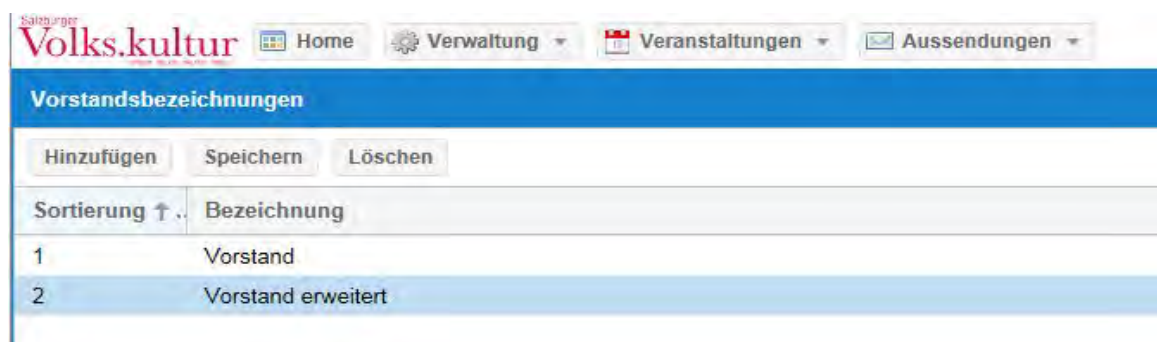 Salzburger
Volks.kultur Home Verwaltung Veranstaltungen Aussendungen
Vorstandsbezeichnungen
Hinzufügen Speichern Löschen
Sortierung ↑ .. Bezeichnung
1 Vorstand
2 Vorstand erweitert